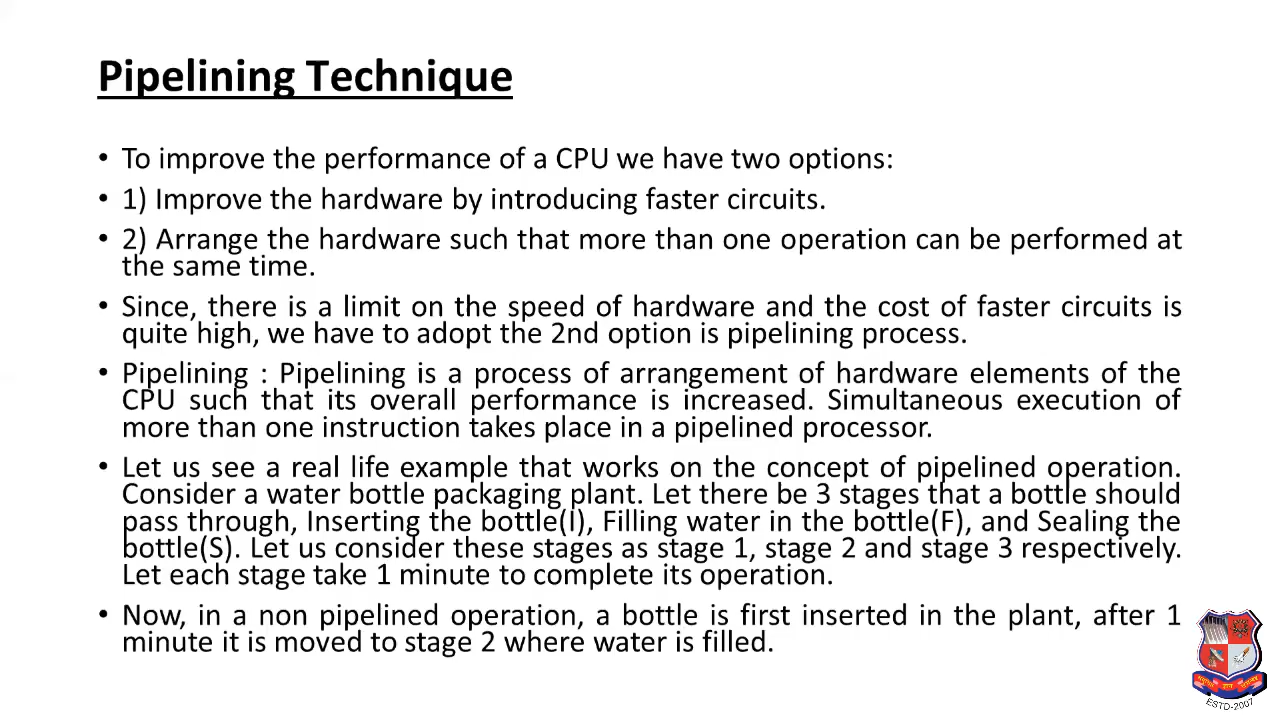 Pipelining Technique
• To improve the performance of a CPU we have two options:
• 1) Improve the hardware by introducing faster circuits.
• 2) Arrange the hardware such that more than one operation can be performed at
the same time.
• Since, there is a limit on the speed of hardware and the cost of faster circuits is
quite high, we have to adopt the 2nd option is pipelining process.
• Pipelining : Pipelining is a process of arrangement of hardware elements of the
CPU such that its overall performance is increased. Simultaneous execution of
more than one instruction takes place in a pipelined processor.
• Let us see a real life example that works on the concept of pipelined operation.
Consider a water bottle packaging plant. Let there be 3 stages that a bottle should
pass through, Inserting the bottle(I), Filling water in the bottle(F), and Sealing the
bottle(S). Let us consider these stages as stage 1, stage 2 and stage 3 respectively.
Let each stage take 1 minute to complete its operation.
• Now, in a non pipelined operation, a bottle is first inserted in the plant, after 1
minute it is moved to stage 2 where water is filled.
ESTD-2007